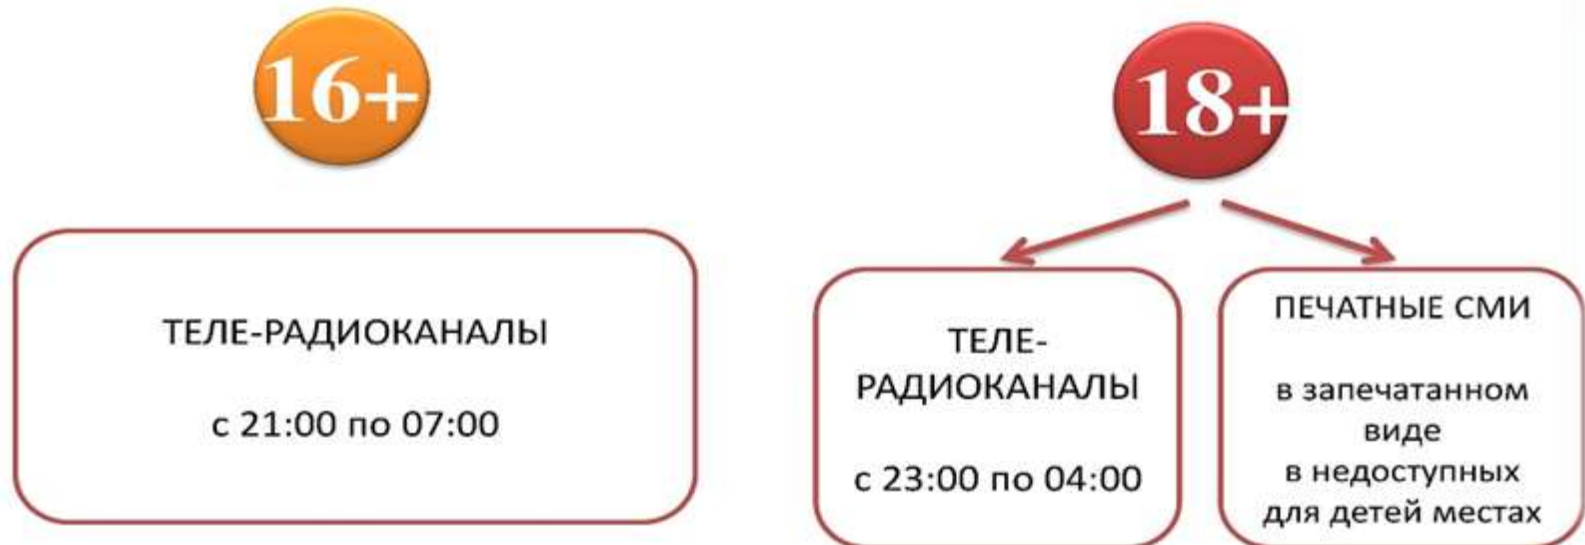 16+
ТЕЛЕ-РАДИОКАНАЛЫ
с 21:00 по 07:00
18+
ТЕЛЕ-
РАДИОКАНАЛЫ
с 23:00 по 04:00
ПЕЧАТНЫЕ СМИ
в запечатанном
виде
в недоступных
для детей местах